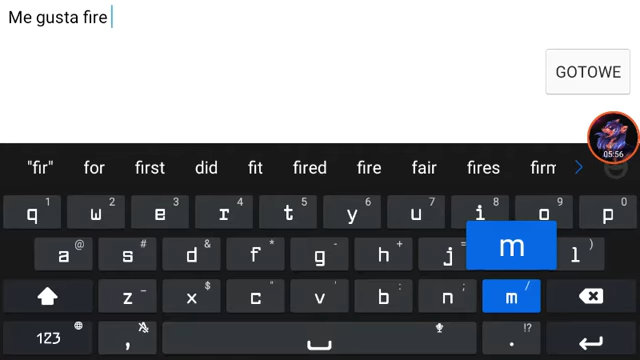 Me gusta fire
GOTOWE
05:56
"fir" for first did fit fired fire fair fires firm
q 1 w 2 e 3 r 4 t 5 y 6 u 7 i 8 o 9 p 0
a @ s # d & f * g - h + j = m l )
z _ x $ c " v ' b : n ; m /
123 , . !?